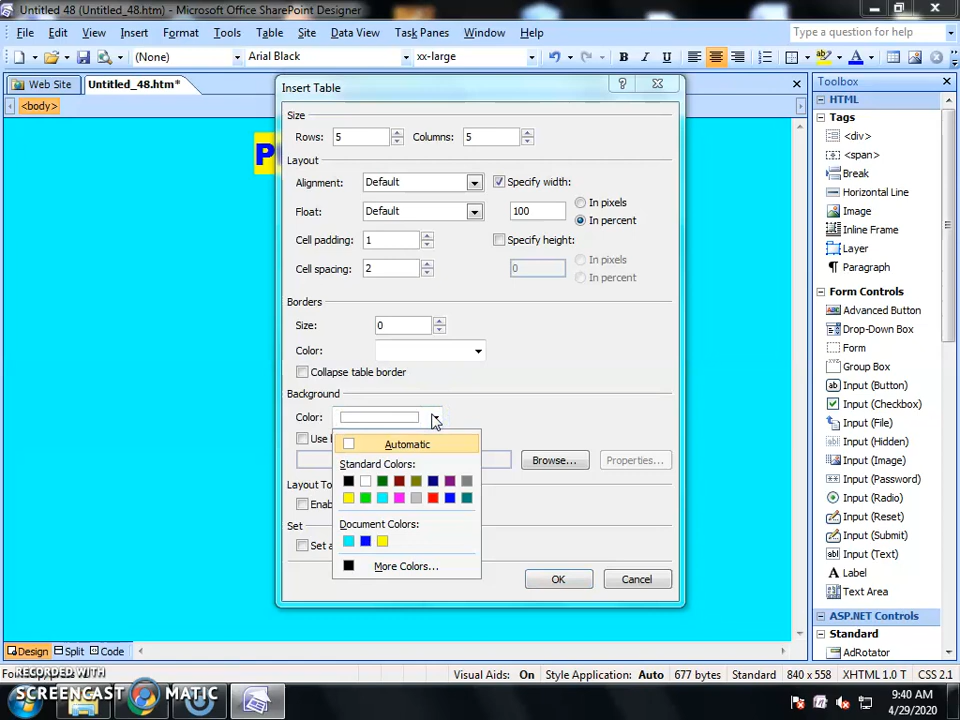 Untitled 48 (Untitled_48.htm) - Microsoft Office SharePoint Designer
File Edit View Insert Format Tools Table Site Data View Task Panes Window Help
Type a question for help
(None) Arial Black xx-large B I U
Web Site Untitled_48.htm*
<body>
Insert Table
Size
Rows: 5 Columns: 5
Layout
Alignment: Default Specify width:
In pixels
Float: Default 100
In percent
Cell padding: 1 Specify height:
In pixels
Cell spacing: 2 0
In percent
Borders
Size: 0
Color:
Collapse table border
Background
Color:
Use
Automatic
Standard Colors:
Browse... Properties...
Layout To
Enab
Document Colors:
Set
Set a
More Colors...
OK Cancel
Toolbox
HTML
Tags
<div>
<span>
Break
Horizontal Line
Image
Inline Frame
Layer
Paragraph
Form Controls
Advanced Button
Drop-Down Box
Form
Group Box
Input (Button)
Input (Checkbox)
Input (File)
Input (Hidden)
Input (Image)
Input (Password)
Input (Radio)
Input (Reset)
Input (Submit)
Input (Text)
Label
Text Area
ASP.NET Controls
Standard
AdRotator
Design Split Code
Visual Aids: On Style Application: Auto 677 bytes Standard 840 x 558 XHTML 1.0 T CSS 2.1
RECORDED WITH
SCREENCAST MATIC
9:40 AM
4/29/2020